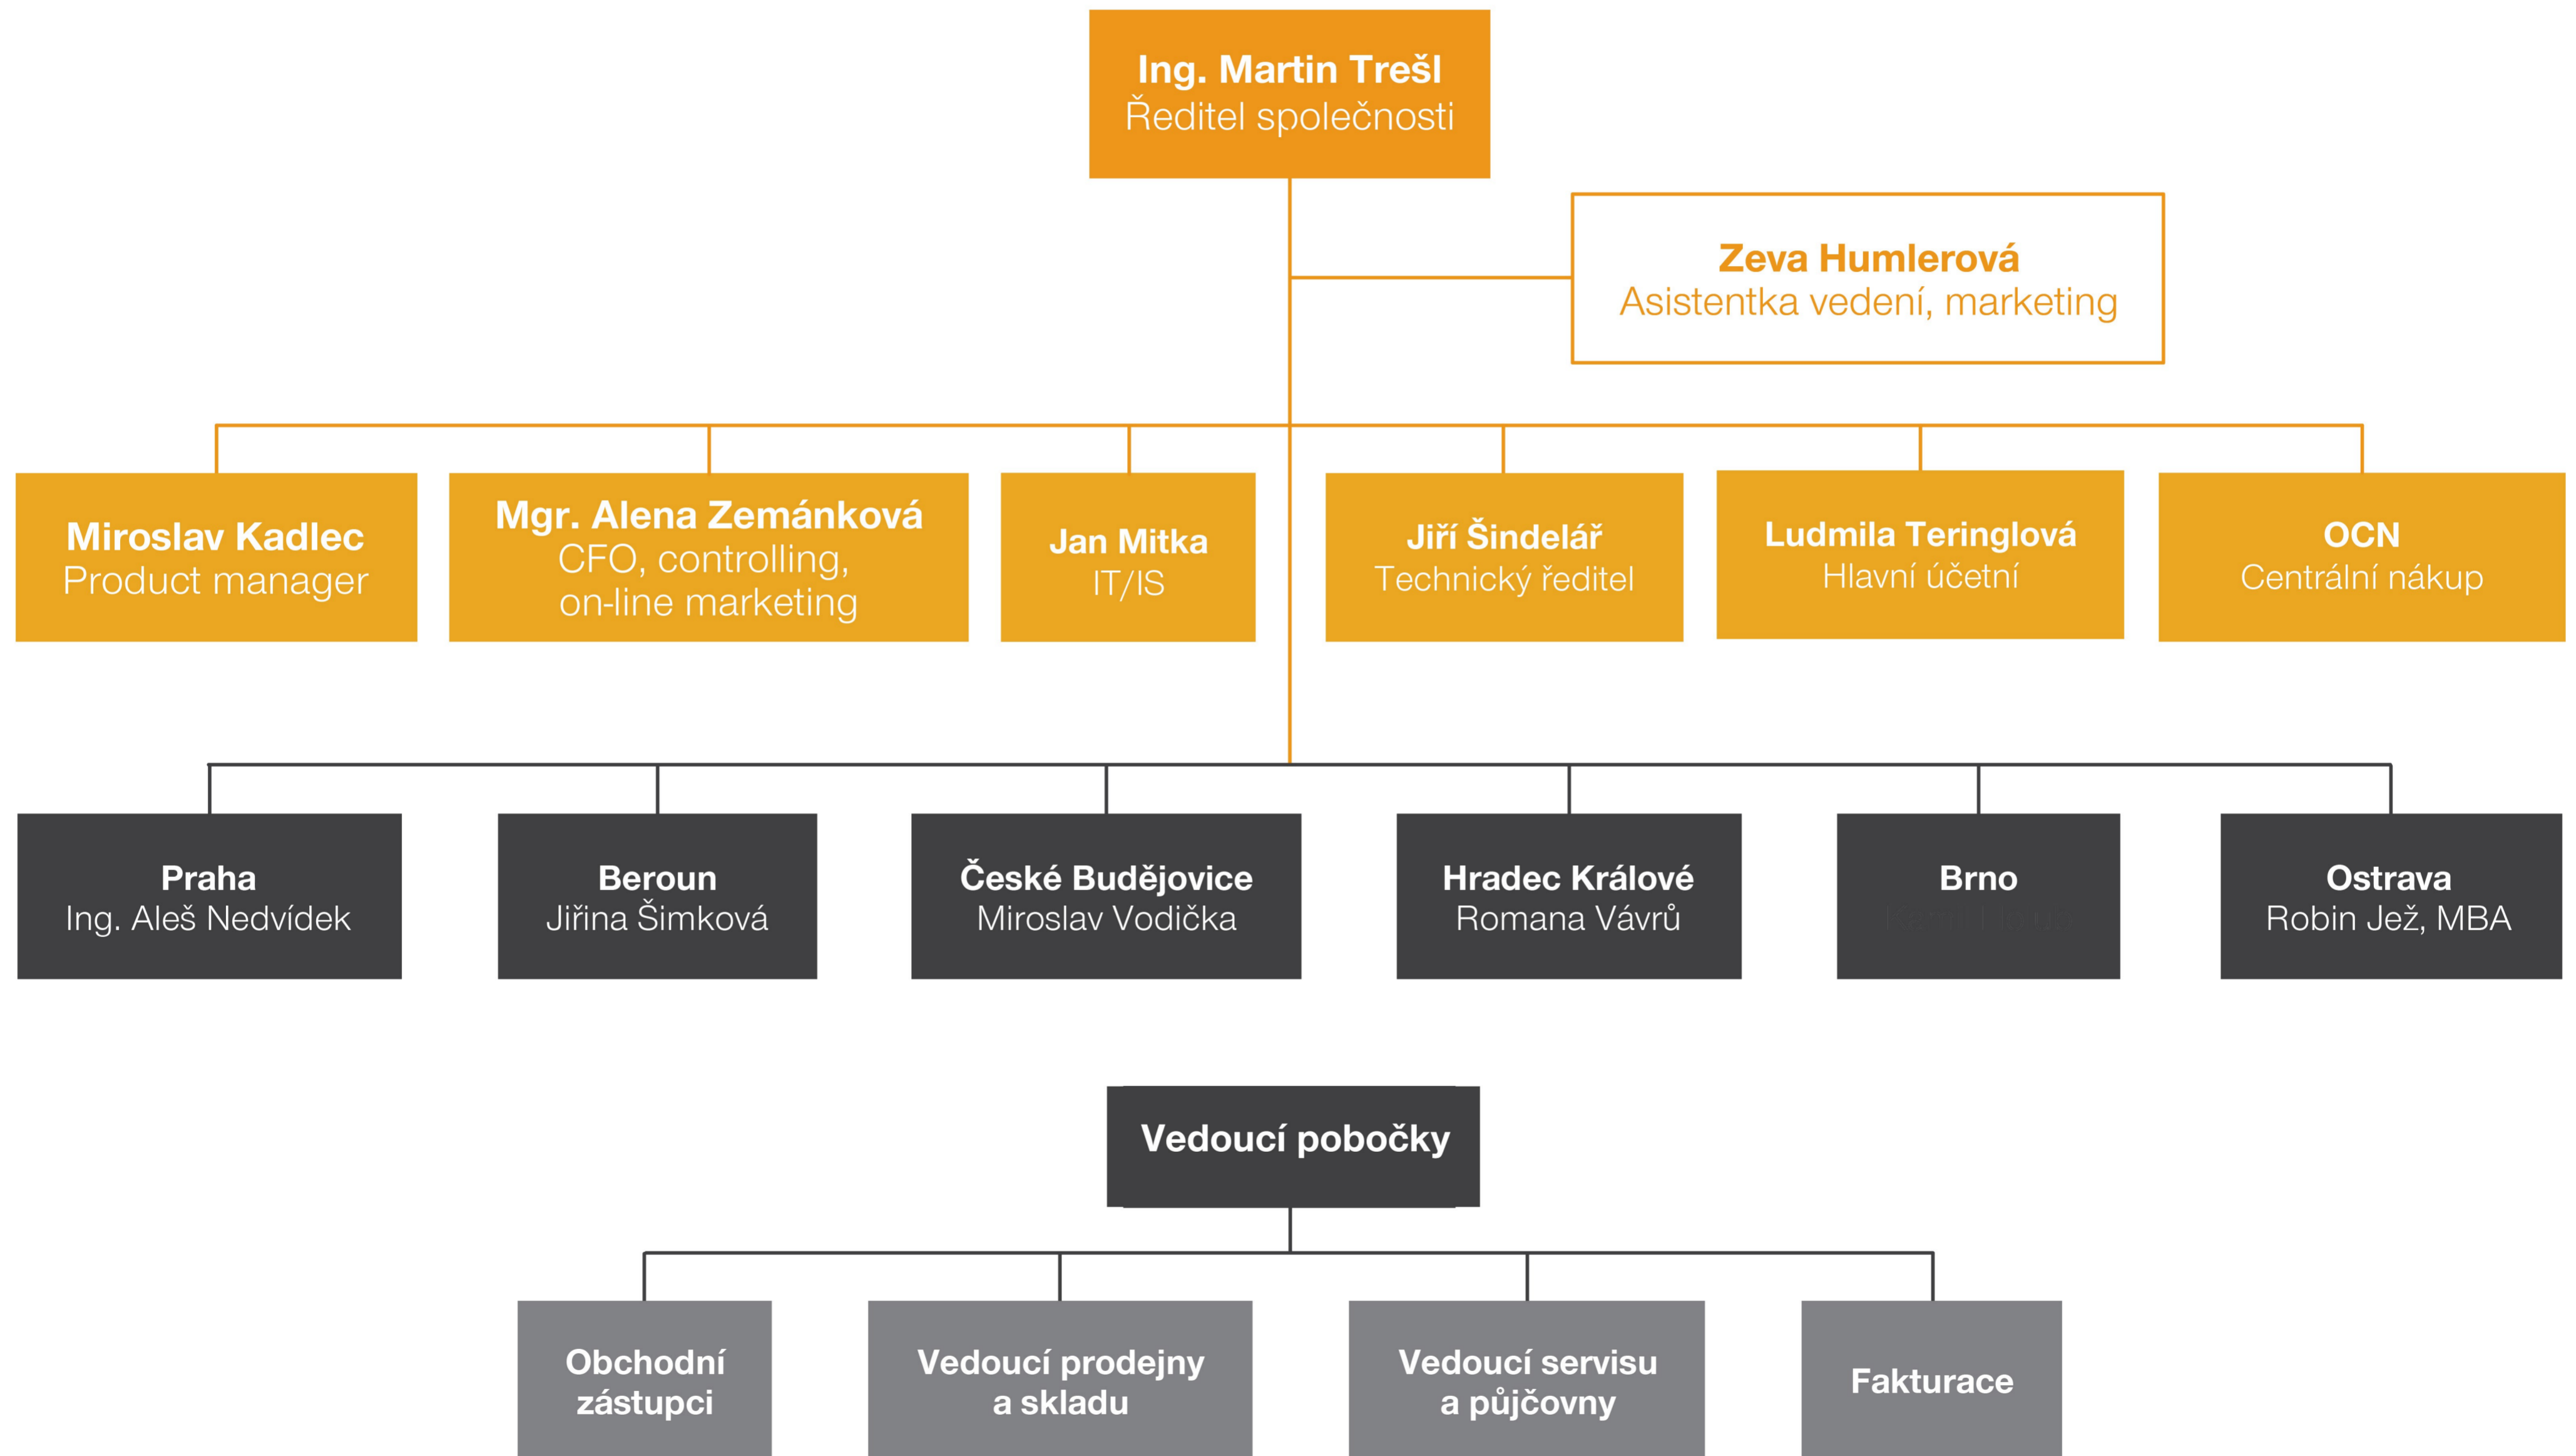 Ing. Martin Trešl
Ředitel společnosti
Zeva Humlerová
Asistentka vedení, marketing
Miroslav Kadlec
Product manager
Mgr. Alena Zemánková
CFO, controlling,
on-line marketing
Jan Mitka
IT/IS
Jiří Šindelář
Technický ředitel
Ludmila Teringlová
Hlavní účetní
OCN
Centrální nákup
Praha
Ing. Aleš Nedvídek
Beroun
Jiřina Šimková
České Budějovice
Miroslav Vodička
Hradec Králové
Romana Vávrů
Brno
Ostrava
Robin Jež, MBA
Vedoucí pobočky
Obchodní
zástupci
Vedoucí prodejny
a skladu
Vedoucí servisu
a půjčovny
Fakturace